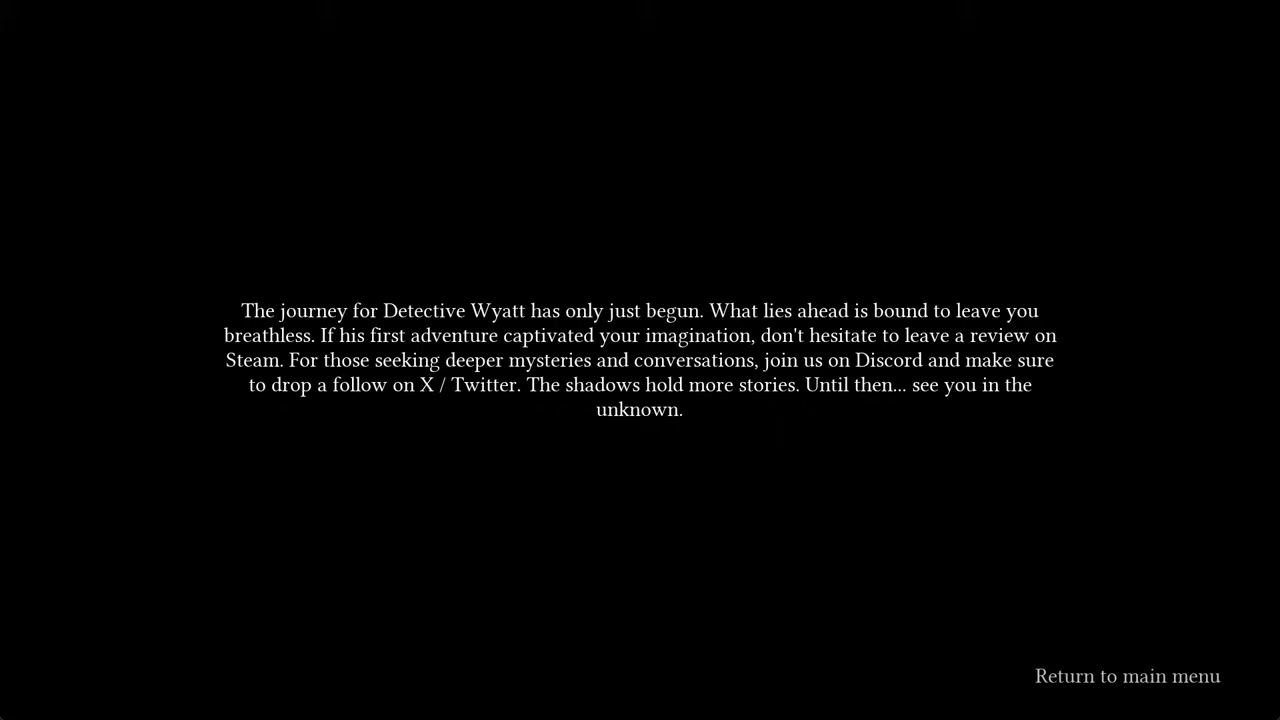 The journey for Detective Wyatt has only just begun. What lies ahead is bound to leave you
breathless. If his first adventure captivated your imagination, don't hesitate to leave a review on
Steam. For those seeking deeper mysteries and conversations, join us on Discord and make sure
to drop a follow on X / Twitter. The shadows hold more stories. Until then... see you in the
unknown.
Return to main menu